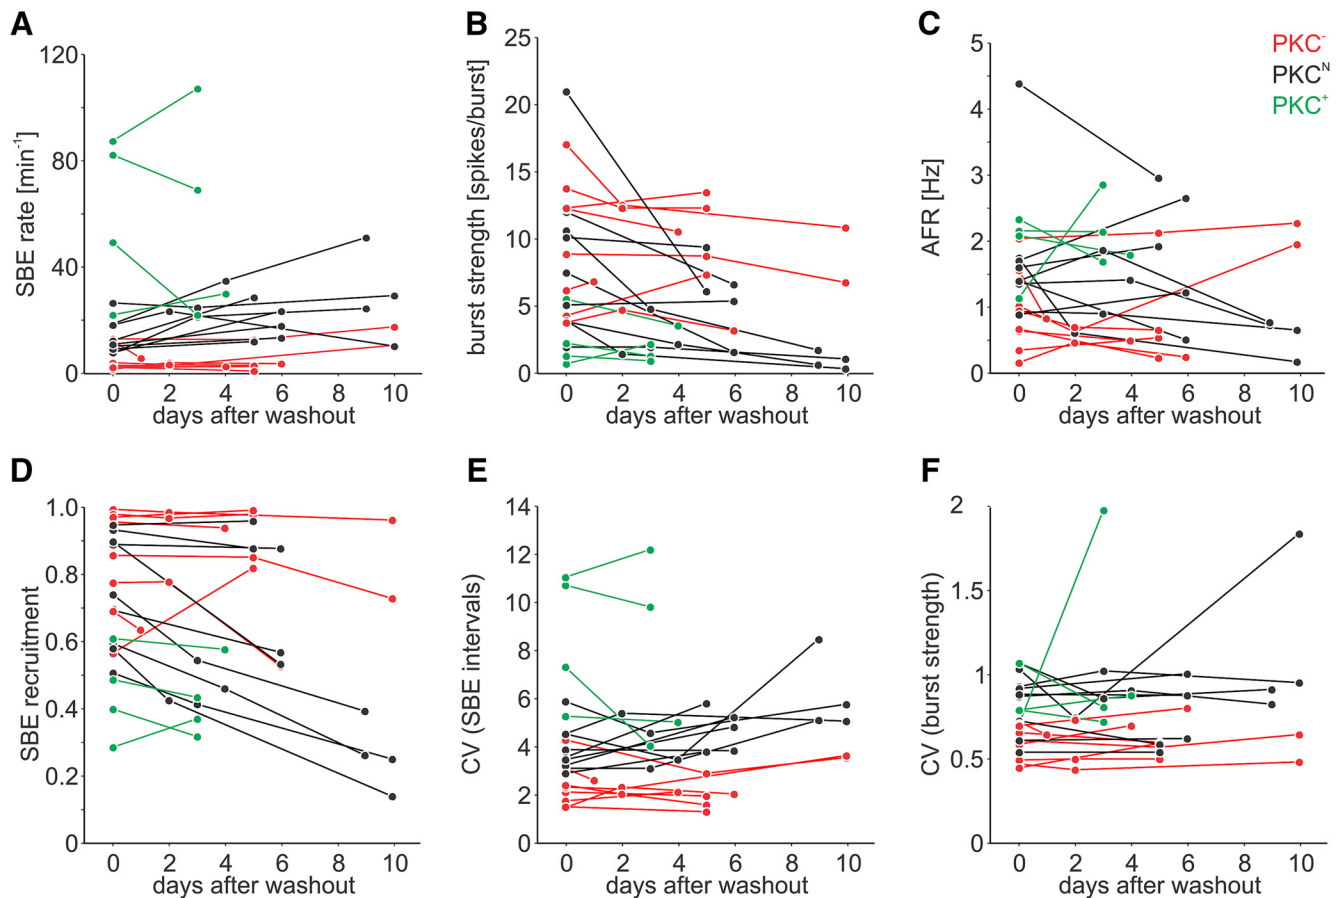 A
SBE rate [min⁻¹]
120
80
40
0
0 2 4 6 8 10
days after washout
B
burst strength [spikes/burst]
25
20
15
10
5
0
0 2 4 6 8 10
days after washout
C
AFR [Hz]
5
4
3
2
1
0
0 2 4 6 8 10
days after washout
PKC⁻
PKCᴺ
PKC⁺
D
SBE recruitment
1.0
0.8
0.6
0.4
0.2
0
0 2 4 6 8 10
days after washout
E
CV (SBE intervals)
14
12
10
8
6
4
2
0
0 2 4 6 8 10
days after washout
F
CV (burst strength)
2
1.5
1
0.5
0
0 2 4 6 8 10
days after washout